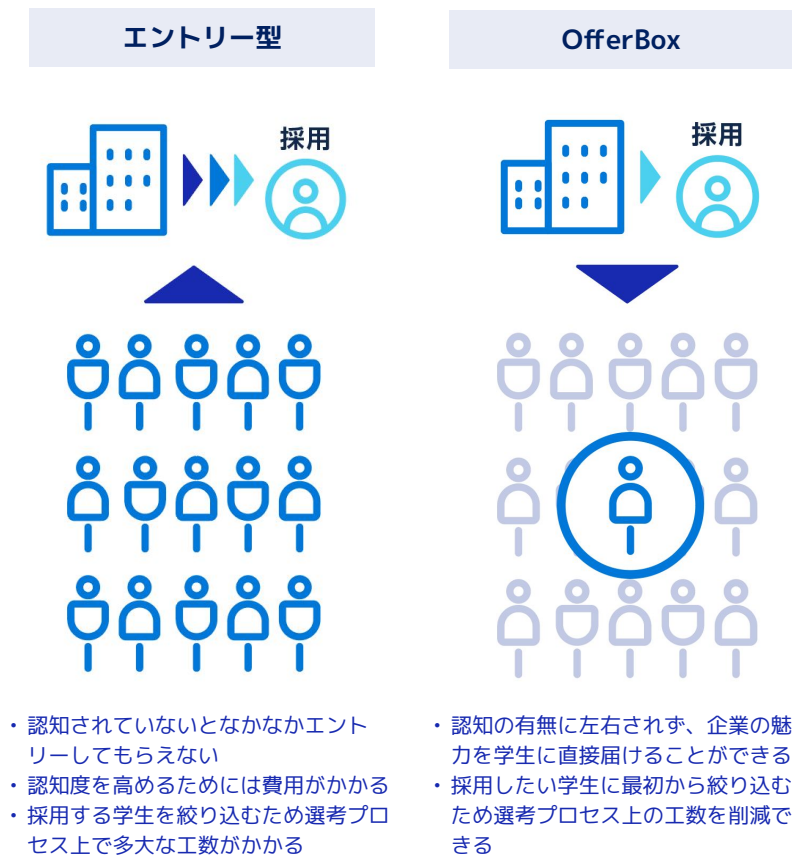 エントリー型
採用
・認知されていないとなかなかエント
リーしてもらえない
・認知度を高めるためには費用がかかる
・採用する学生を絞り込むため選考プロ
セス上で多大な工数がかかる
OfferBox
採用
・認知の有無に左右されず、企業の魅
力を学生に直接届けることができる
・採用したい学生に最初から絞り込む
ため選考プロセス上の工数を削減で
きる